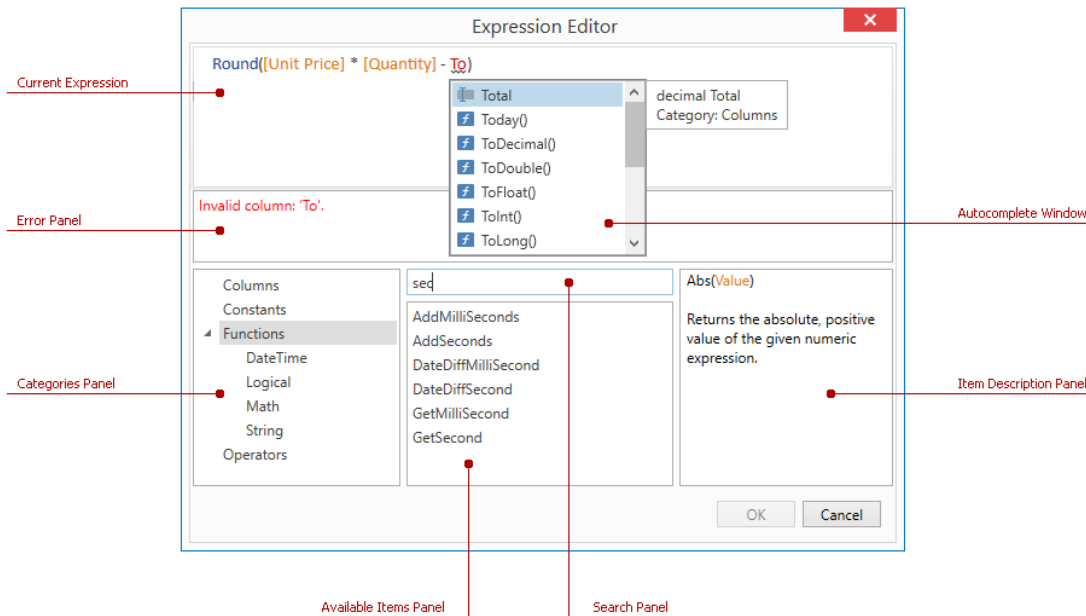 Expression Editor
Round([Unit Price] * [Quantity] - To)
Current Expression
Total
Today()
ToDecimal()
ToDouble()
ToFloat()
ToInt()
ToLong()
decimal Total
Category: Columns
Invalid column: 'To'.
Error Panel
Autocomplete Window
Columns
Constants
Functions
DateTime
Logical
Math
String
Operators
Categories Panel
sec
AddMilliSeconds
AddSeconds
DateDiffMilliSecond
DateDiffSecond
GetMilliSecond
GetSecond
Abs(Value)
Returns the absolute, positive
value of the given numeric
expression.
Item Description Panel
OK
Cancel
Available Items Panel
Search Panel